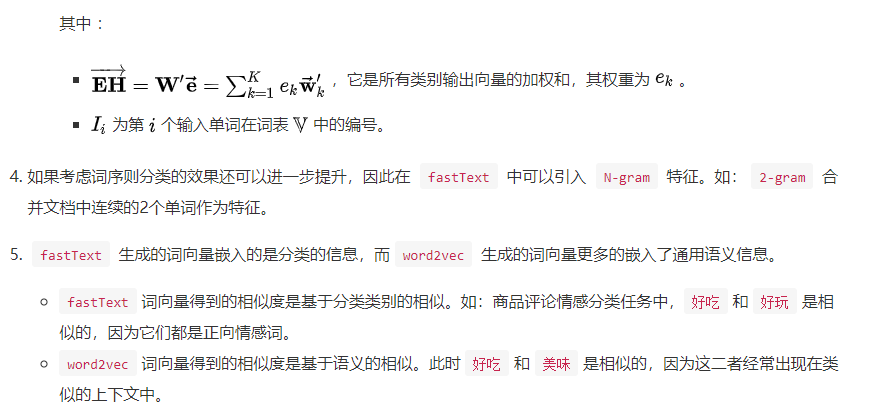 其中：
▪ $\overrightarrow{\mathbf{EH}} = \mathbf{W}'\vec{\mathbf{e}} = \sum_{k=1}^{K} e_k \vec{\mathbf{w}}'_k$ ，它是所有类别输出向量的加权和，其权重为 $e_k$ 。
▪ $I_i$ 为第 $i$ 个输入单词在词表 $\mathbb{V}$ 中的编号。
4. 如果考虑词序则分类的效果还可以进一步提升，因此在 fastText 中可以引入 N-gram 特征。如： 2-gram 合
并文档中连续的2个单词作为特征。
5. fastText 生成的词向量嵌入的是分类的信息，而 word2vec 生成的词向量更多的嵌入了通用语义信息。
○ fastText 词向量得到的相似度是基于分类类别的相似。如：商品评论情感分类任务中， 好吃 和 好玩 是相
似的，因为它们都是正向情感词。
○ word2vec 词向量得到的相似度是基于语义的相似。此时 好吃 和 美味 是相似的，因为这二者经常出现在类
似的上下文中。